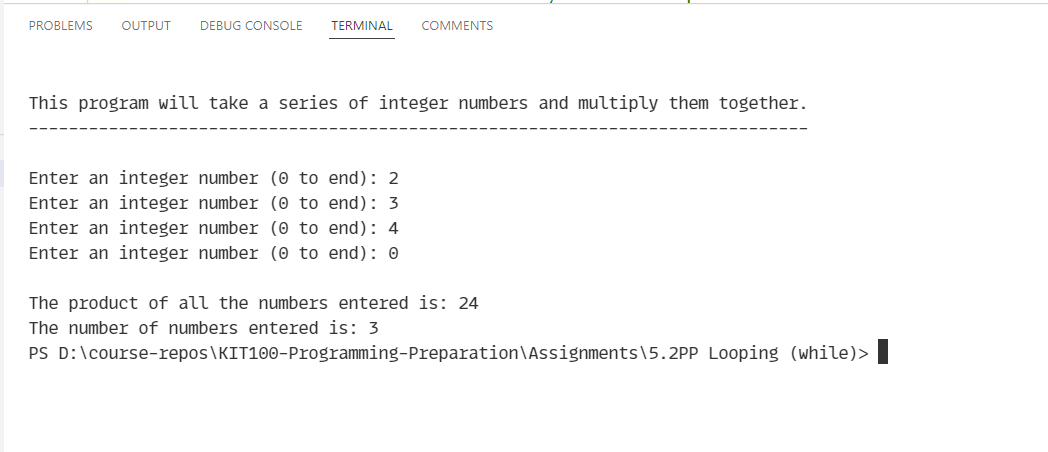 PROBLEMS OUTPUT DEBUG CONSOLE TERMINAL COMMENTS
This program will take a series of integer numbers and multiply them together.
------------------------------------------------------------------------------
Enter an integer number (0 to end): 2
Enter an integer number (0 to end): 3
Enter an integer number (0 to end): 4
Enter an integer number (0 to end): 0
The product of all the numbers entered is: 24
The number of numbers entered is: 3
PS D:\course-repos\KIT100-Programming-Preparation\Assignments\5.2PP Looping (while)>